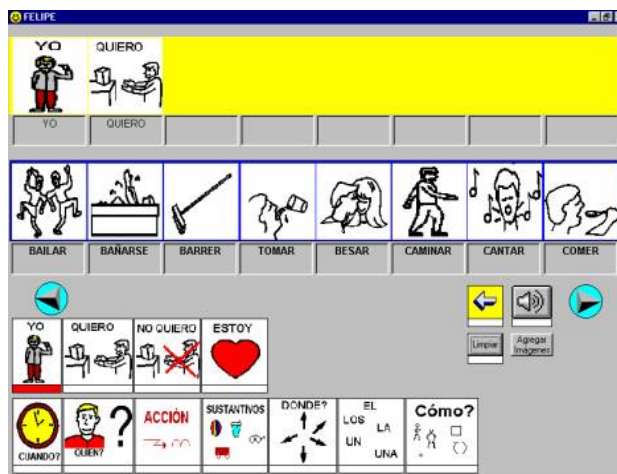 FELIPE
YO QUIERO
YO QUIERO
BAILAR BAÑARSE BARRER TOMAR BESAR CAMINAR CANTAR COMER
Limpiar Agregar
Imágenes
YO QUIERO NO QUIERO ESTOY
CUANDO?
QUIEN?
?
ACCIÓN
SUSTANTIVOS
DONDE?
EL
LOS LA
UN
UNA
Cómo?